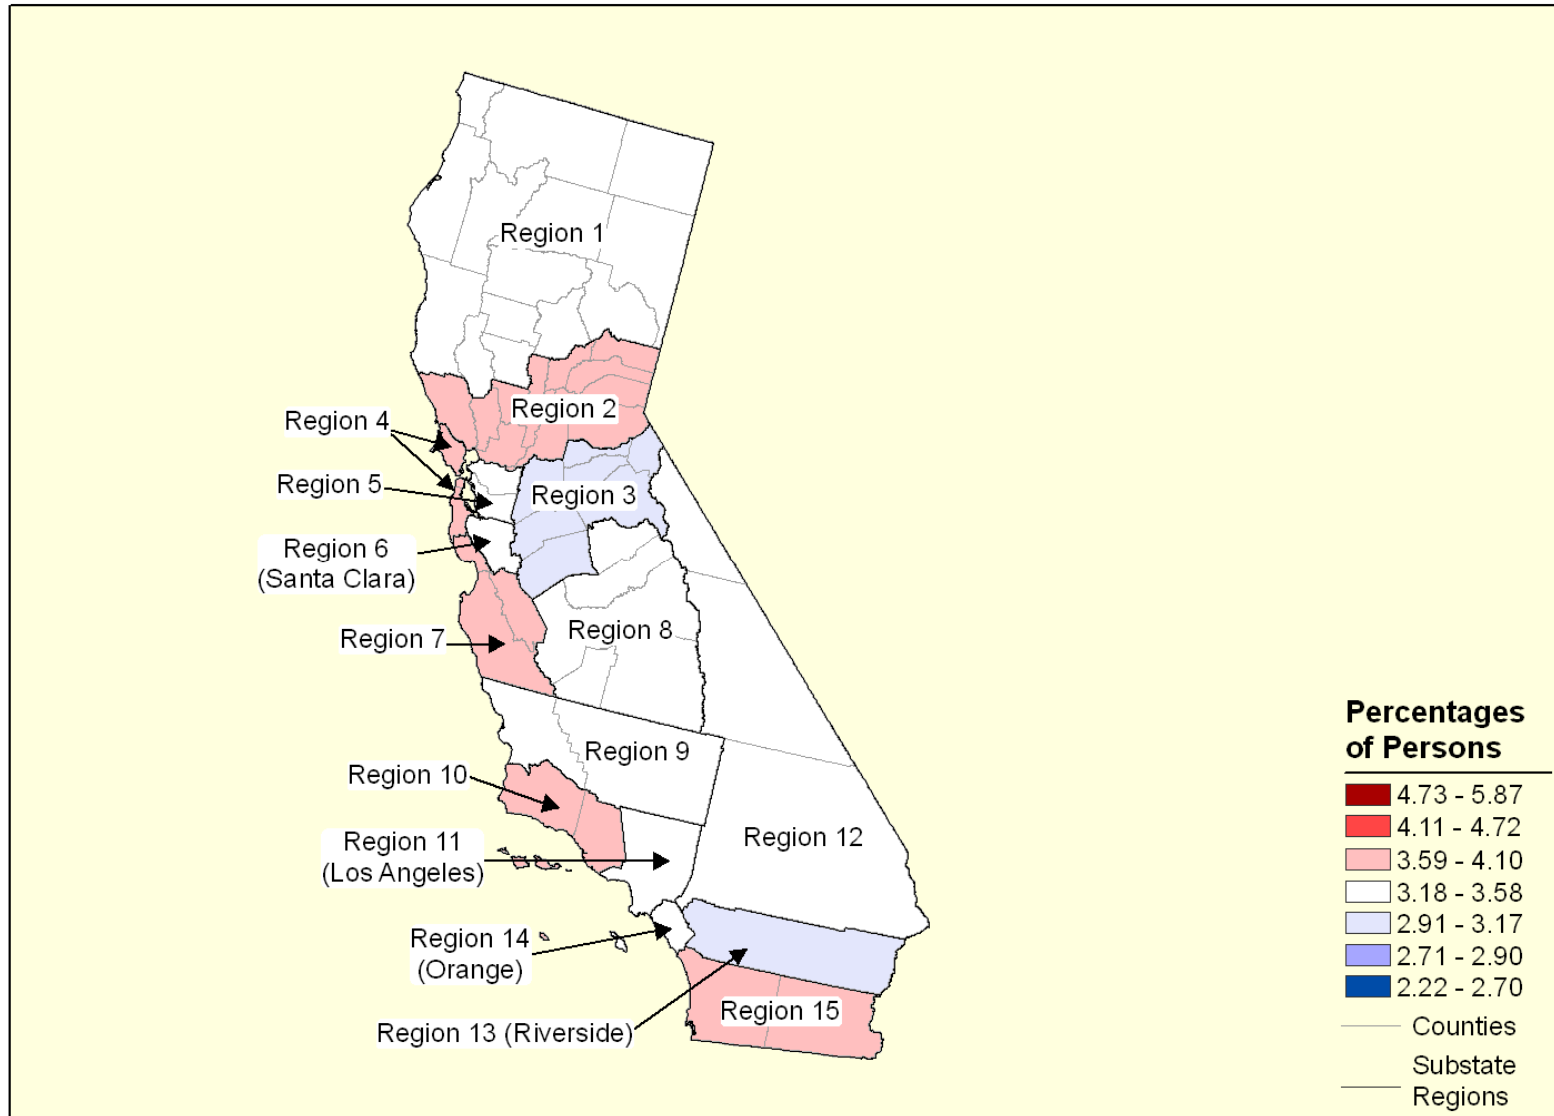 Region 1
Region 2
Region 4
Region 5
Region 3
Region 6
(Santa Clara)
Region 7
Region 8
Region 9
Region 10
Region 11
(Los Angeles)
Region 12
Region 14
(Orange)
Region 15
Region 13 (Riverside)
Percentages
of Persons
4.73 - 5.87
4.11 - 4.72
3.59 - 4.10
3.18 - 3.58
2.91 - 3.17
2.71 - 2.90
2.22 - 2.70
Counties
Substate
Regions